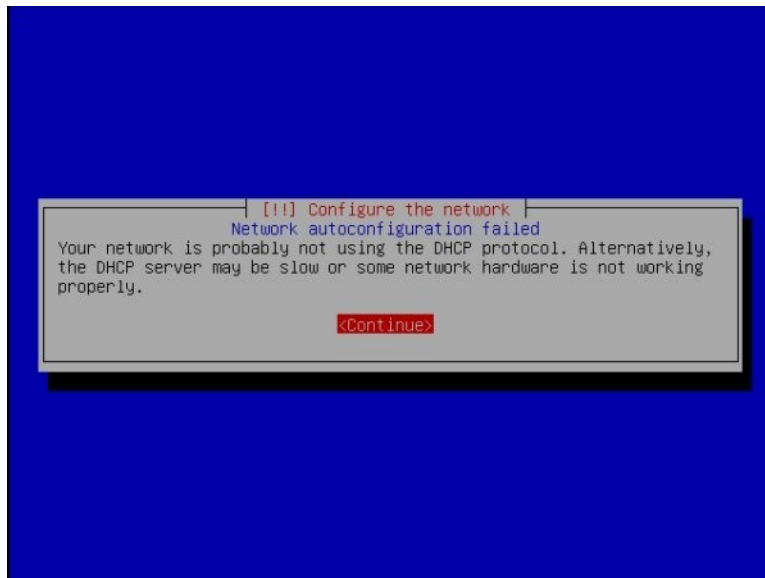 [!!] Configure the network
Network autoconfiguration failed
Your network is probably not using the DHCP protocol. Alternatively,
the DHCP server may be slow or some network hardware is not working
properly.
<Continue>